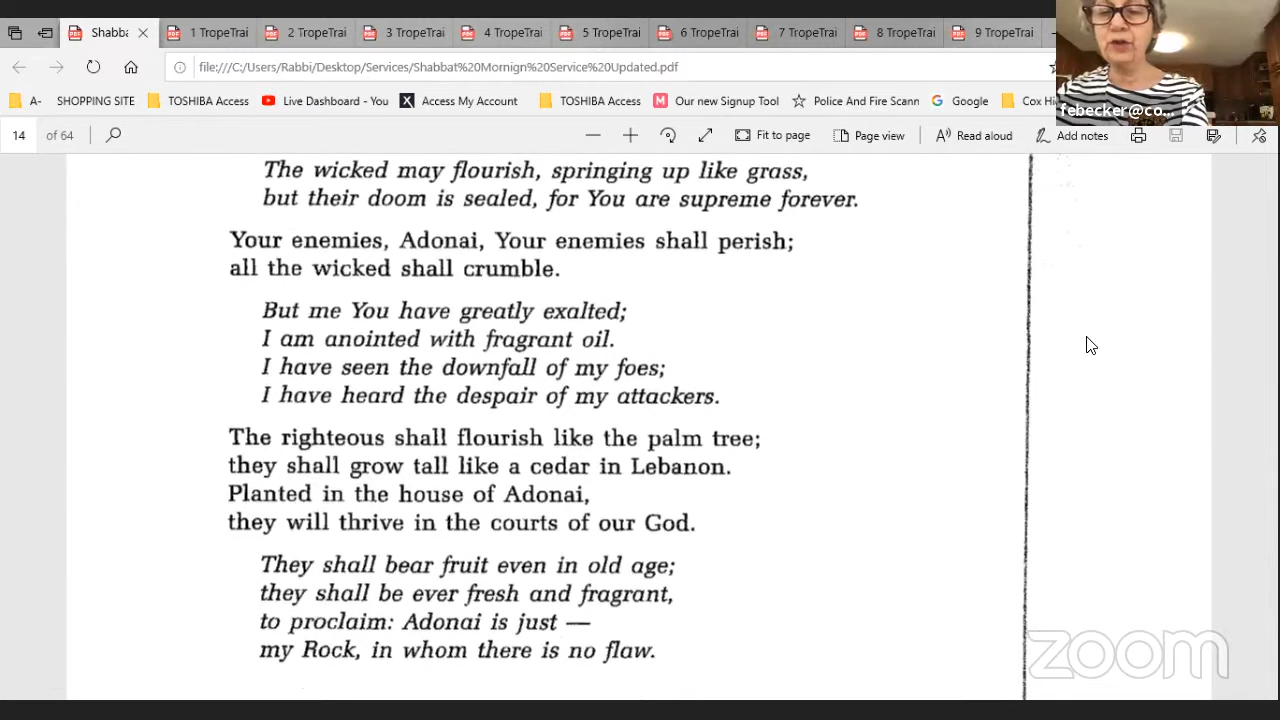 Shabba
1 TropeTrai
2 TropeTrai
3 TropeTrai
4 TropeTrai
5 TropeTrai
6 TropeTrai
7 TropeTrai
8 TropeTrai
9 TropeTrai
file:///C:/Users/Rabbi/Desktop/Services/Shabbat%20Mornign%20Service%20Updated.pdf
A- SHOPPING SITE TOSHIBA Access Live Dashboard - You Access My Account TOSHIBA Access Our new Signup Tool Police And Fire Scann Google Cox Hi
febecker@co...
14 of 64 Fit to page Page view Read aloud Add notes
The wicked may flourish, springing up like grass,
but their doom is sealed, for You are supreme forever.
Your enemies, Adonai, Your enemies shall perish;
all the wicked shall crumble.
But me You have greatly exalted;
I am anointed with fragrant oil.
I have seen the downfall of my foes;
I have heard the despair of my attackers.
The righteous shall flourish like the palm tree;
they shall grow tall like a cedar in Lebanon.
Planted in the house of Adonai,
they will thrive in the courts of our God.
They shall bear fruit even in old age;
they shall be ever fresh and fragrant,
to proclaim: Adonai is just —
my Rock, in whom there is no flaw.
zoom